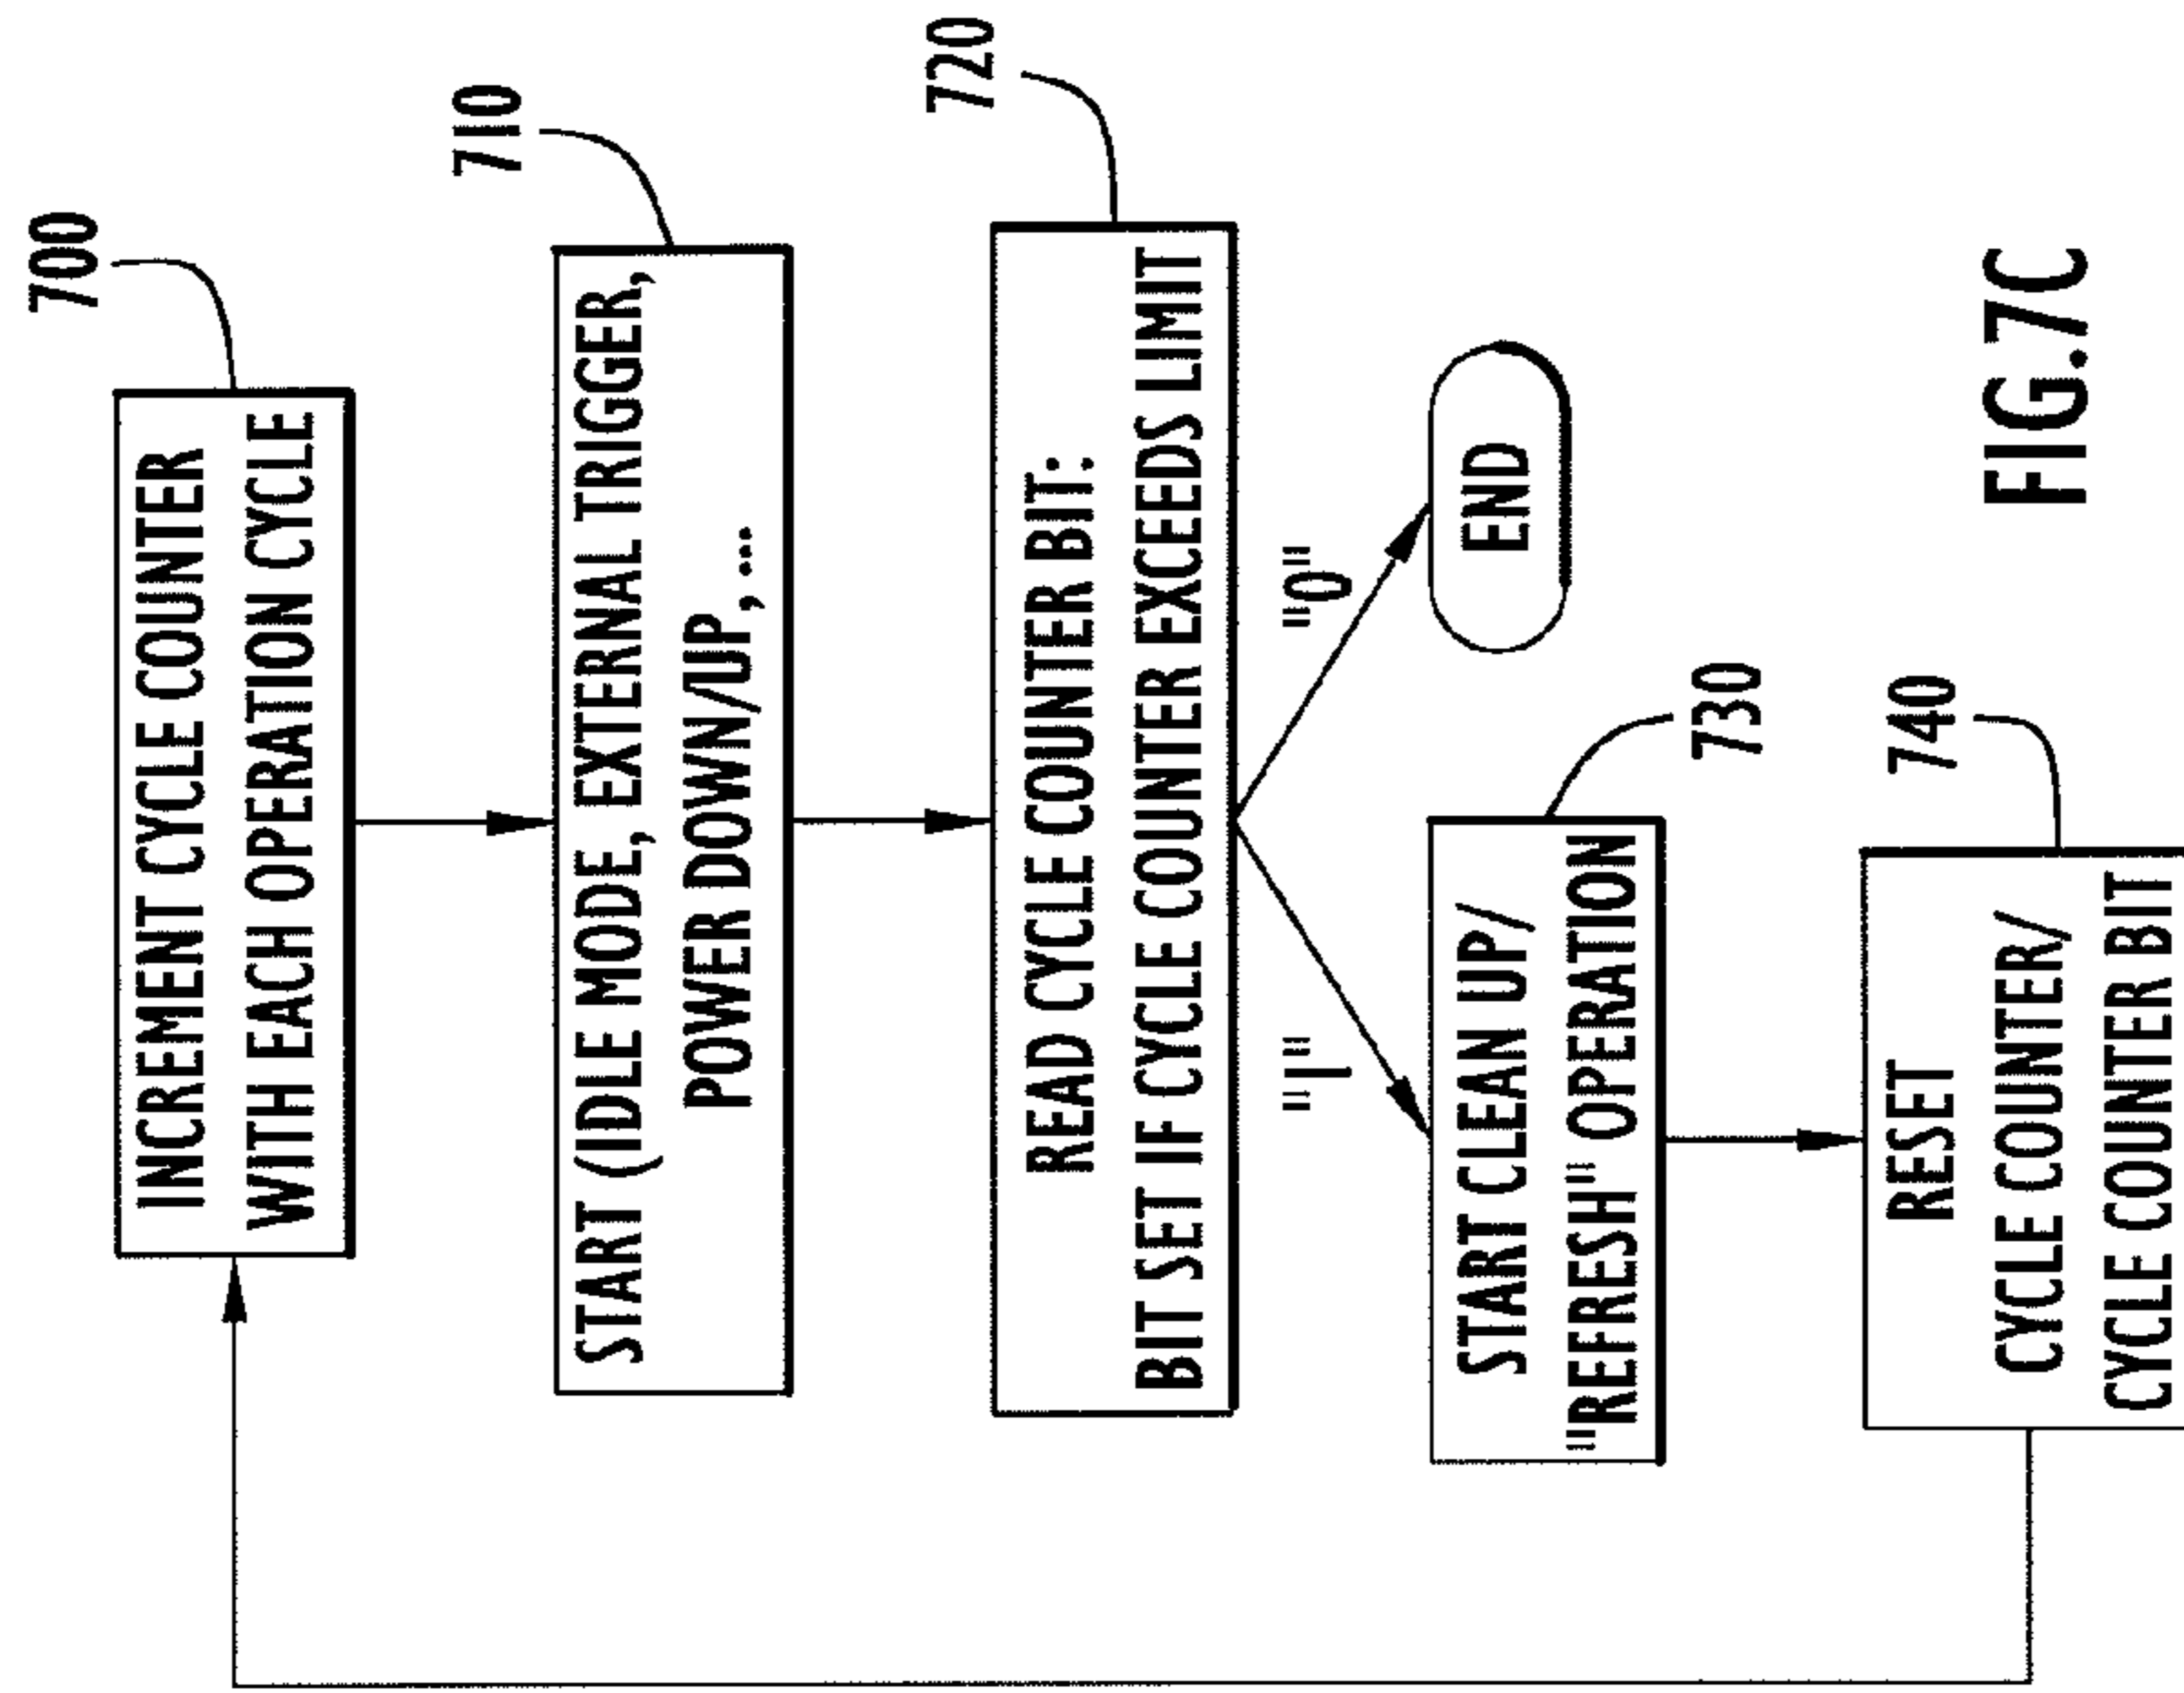 700
INCREMENT CYCLE COUNTER
WITH EACH OPERATION CYCLE
710
START (IDLE MODE, EXTERNAL TRIGGER,
POWER DOWN/UP,...
720
READ CYCLE COUNTER BIT:
BIT SET IF CYCLE COUNTER EXCEEDS LIMIT
"1"
"0"
START CLEAN UP/
"REFRESH" OPERATION
730
END
RESET
CYCLE COUNTER/
CYCLE COUNTER BIT
740
FIG.7C